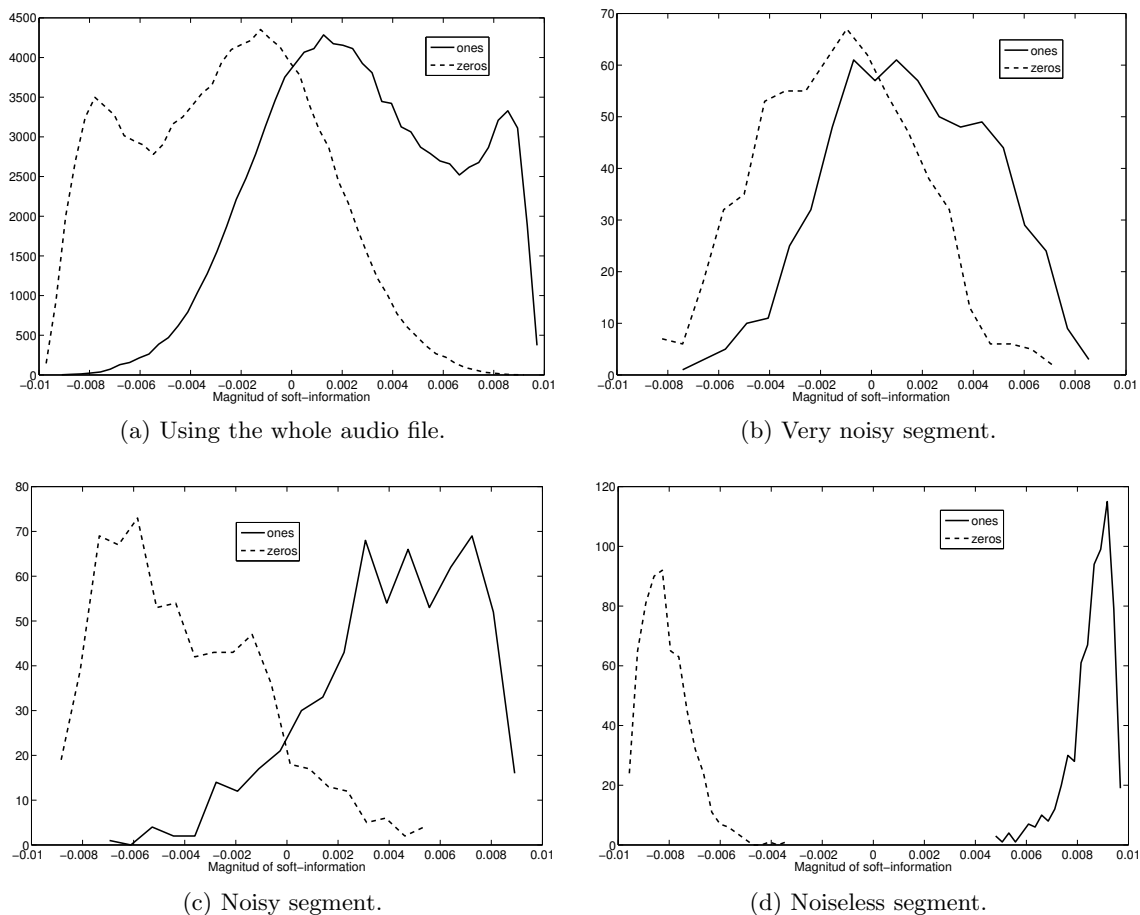 4500
4000
3500
3000
2500
2000
1500
1000
500
0
−0.01 −0.008 −0.006 −0.004 −0.002 0 0.002 0.004 0.006 0.008 0.01
Magnitud of soft−information
ones
zeros
(a) Using the whole audio file.
70
60
50
40
30
20
10
0
−0.01 −0.008 −0.006 −0.004 −0.002 0 0.002 0.004 0.006 0.008 0.01
Magnitud of soft−information
ones
zeros
(b) Very noisy segment.
80
70
60
50
40
30
20
10
0
−0.01 −0.008 −0.006 −0.004 −0.002 0 0.002 0.004 0.006 0.008 0.01
Magnitud of soft−information
ones
zeros
(c) Noisy segment.
120
100
80
60
40
20
0
−0.01 −0.008 −0.006 −0.004 −0.002 0 0.002 0.004 0.006 0.008 0.01
Magnitud of soft−information
ones
zeros
(d) Noiseless segment.